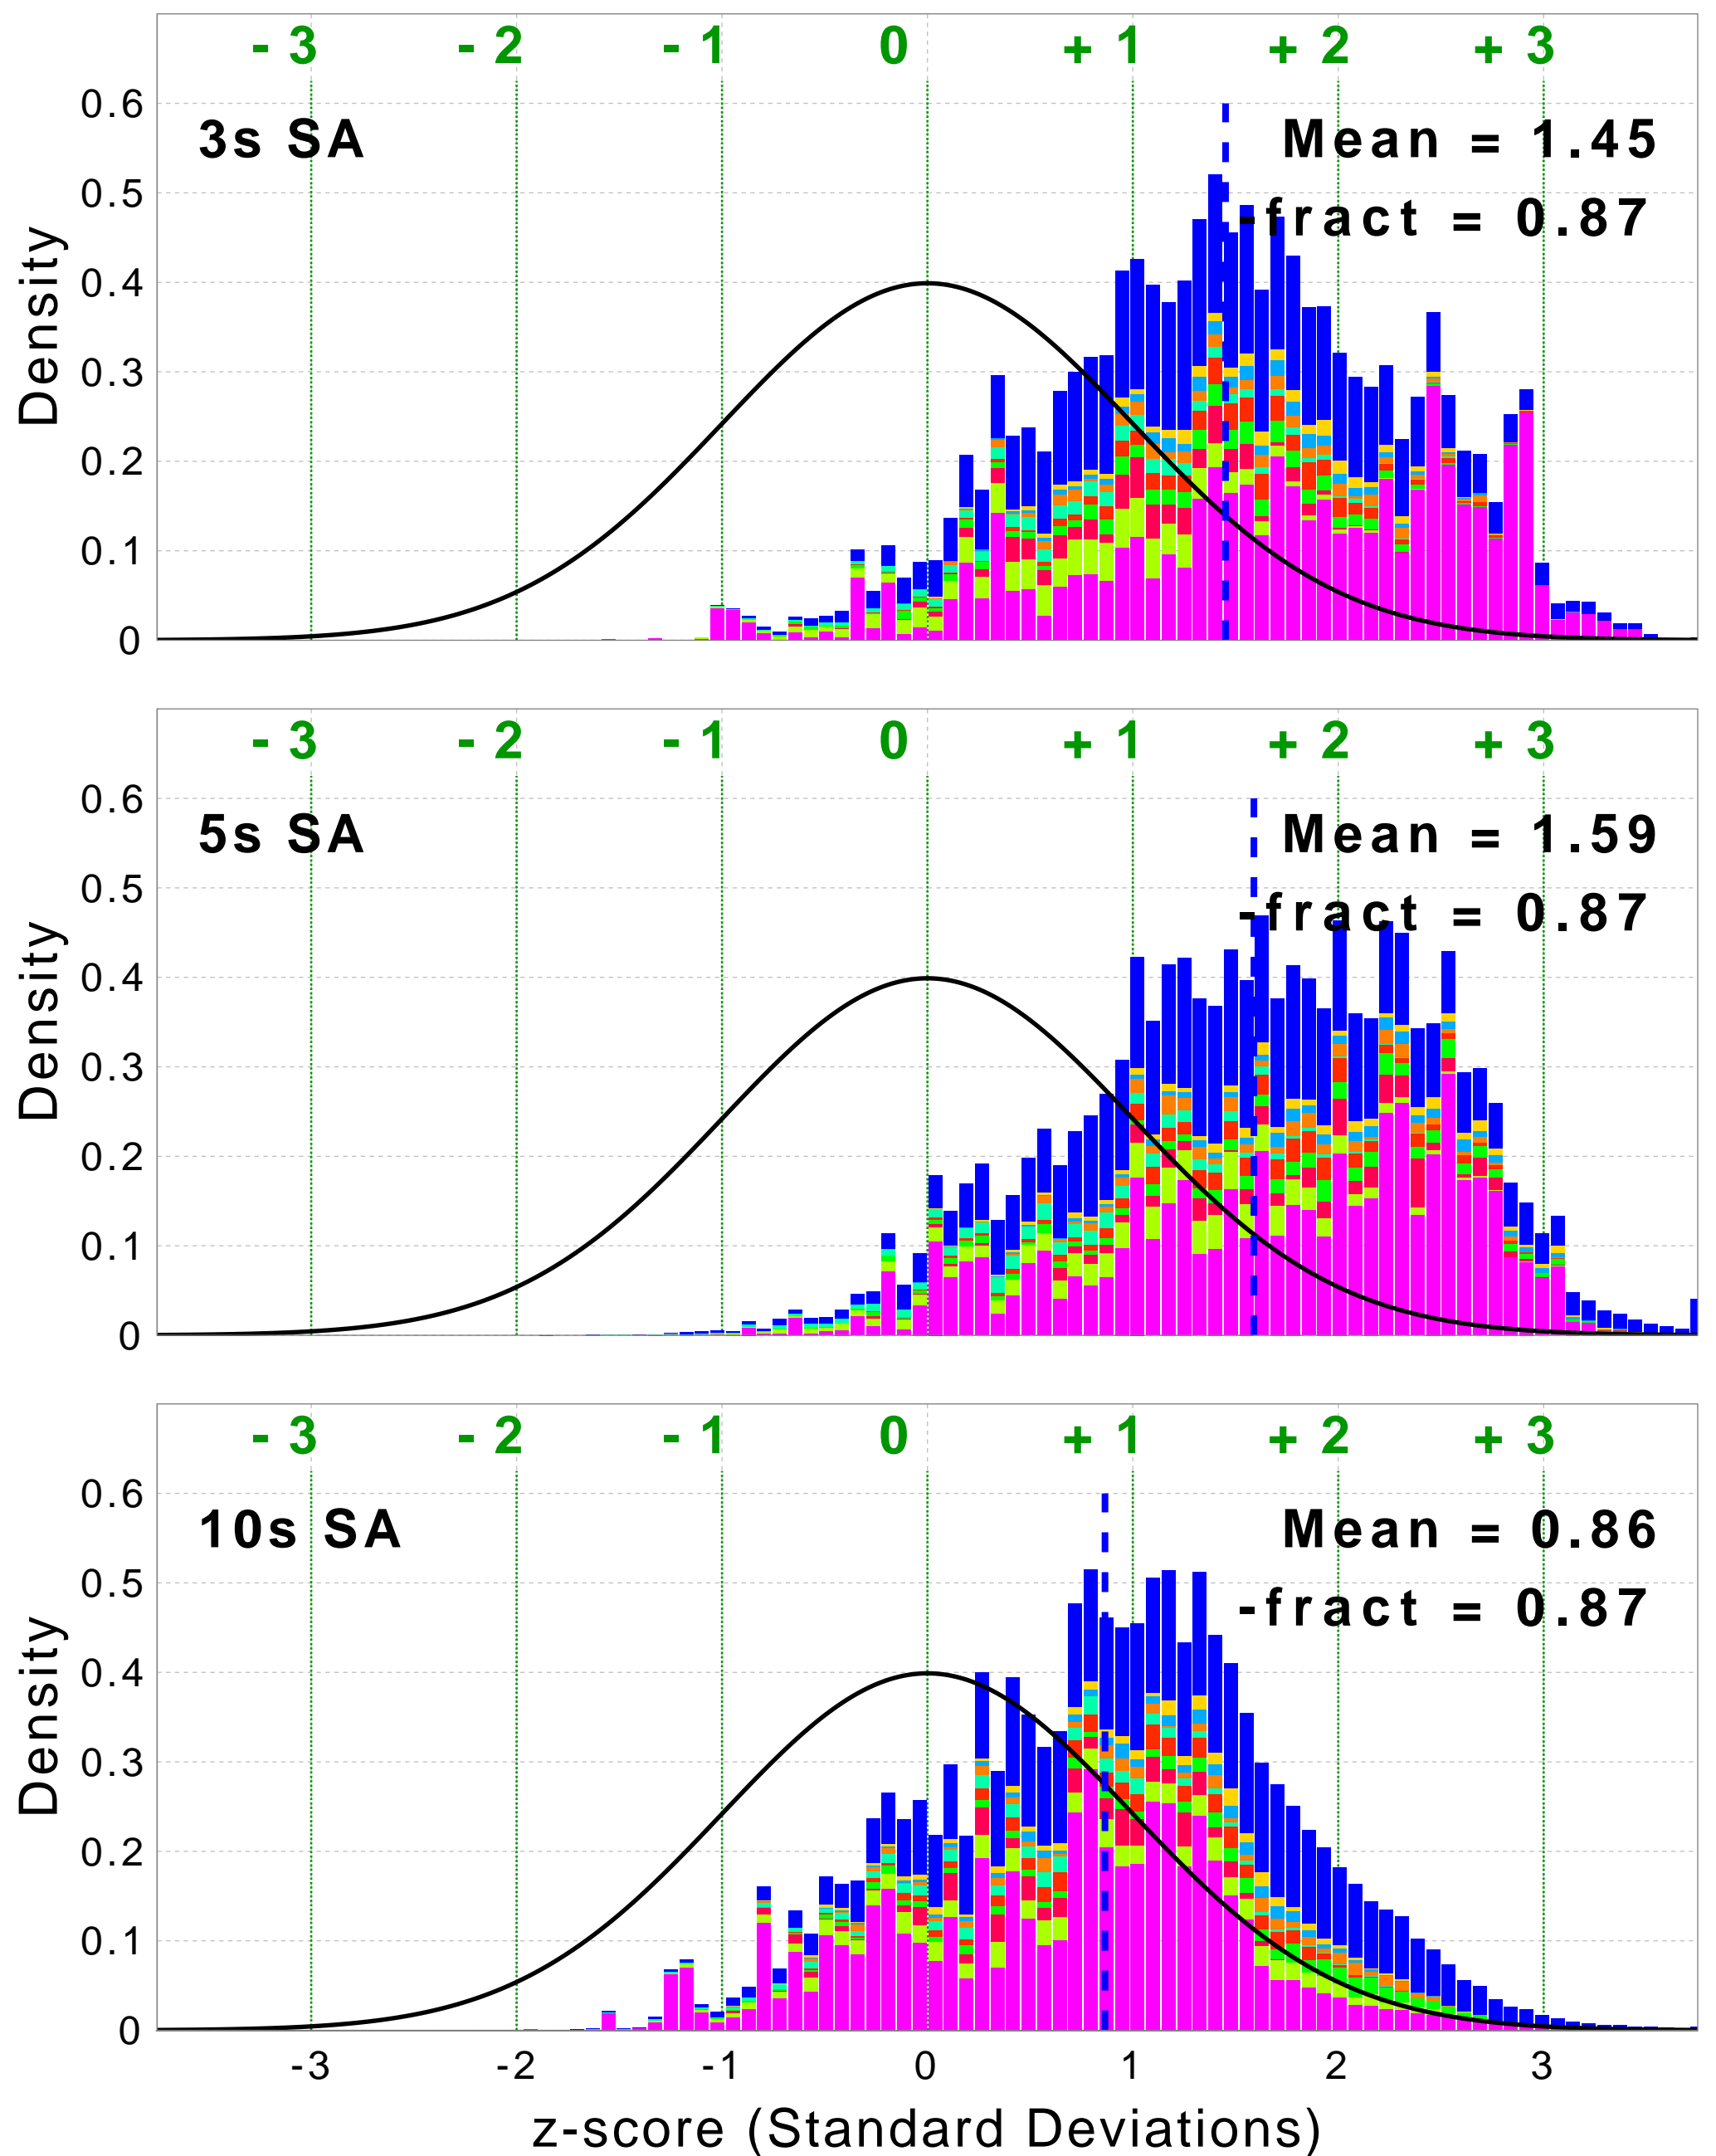 - 3 - 2 - 1 0 + 1 + 2 + 3
0.6
3s SA
Mean = 1.45
0.5
-fract = 0.87
0.4
0.3
0.2
0.1
0
Density
- 3 - 2 - 1 0 + 1 + 2 + 3
0.6
5s SA
Mean = 1.59
0.5
-fract = 0.87
0.4
0.3
0.2
0.1
0
Density
- 3 - 2 - 1 0 + 1 + 2 + 3
0.6
10s SA
Mean = 0.86
0.5
-fract = 0.87
0.4
0.3
0.2
0.1
0
Density
-3 -2 -1 0 1 2 3
z-score (Standard Deviations)